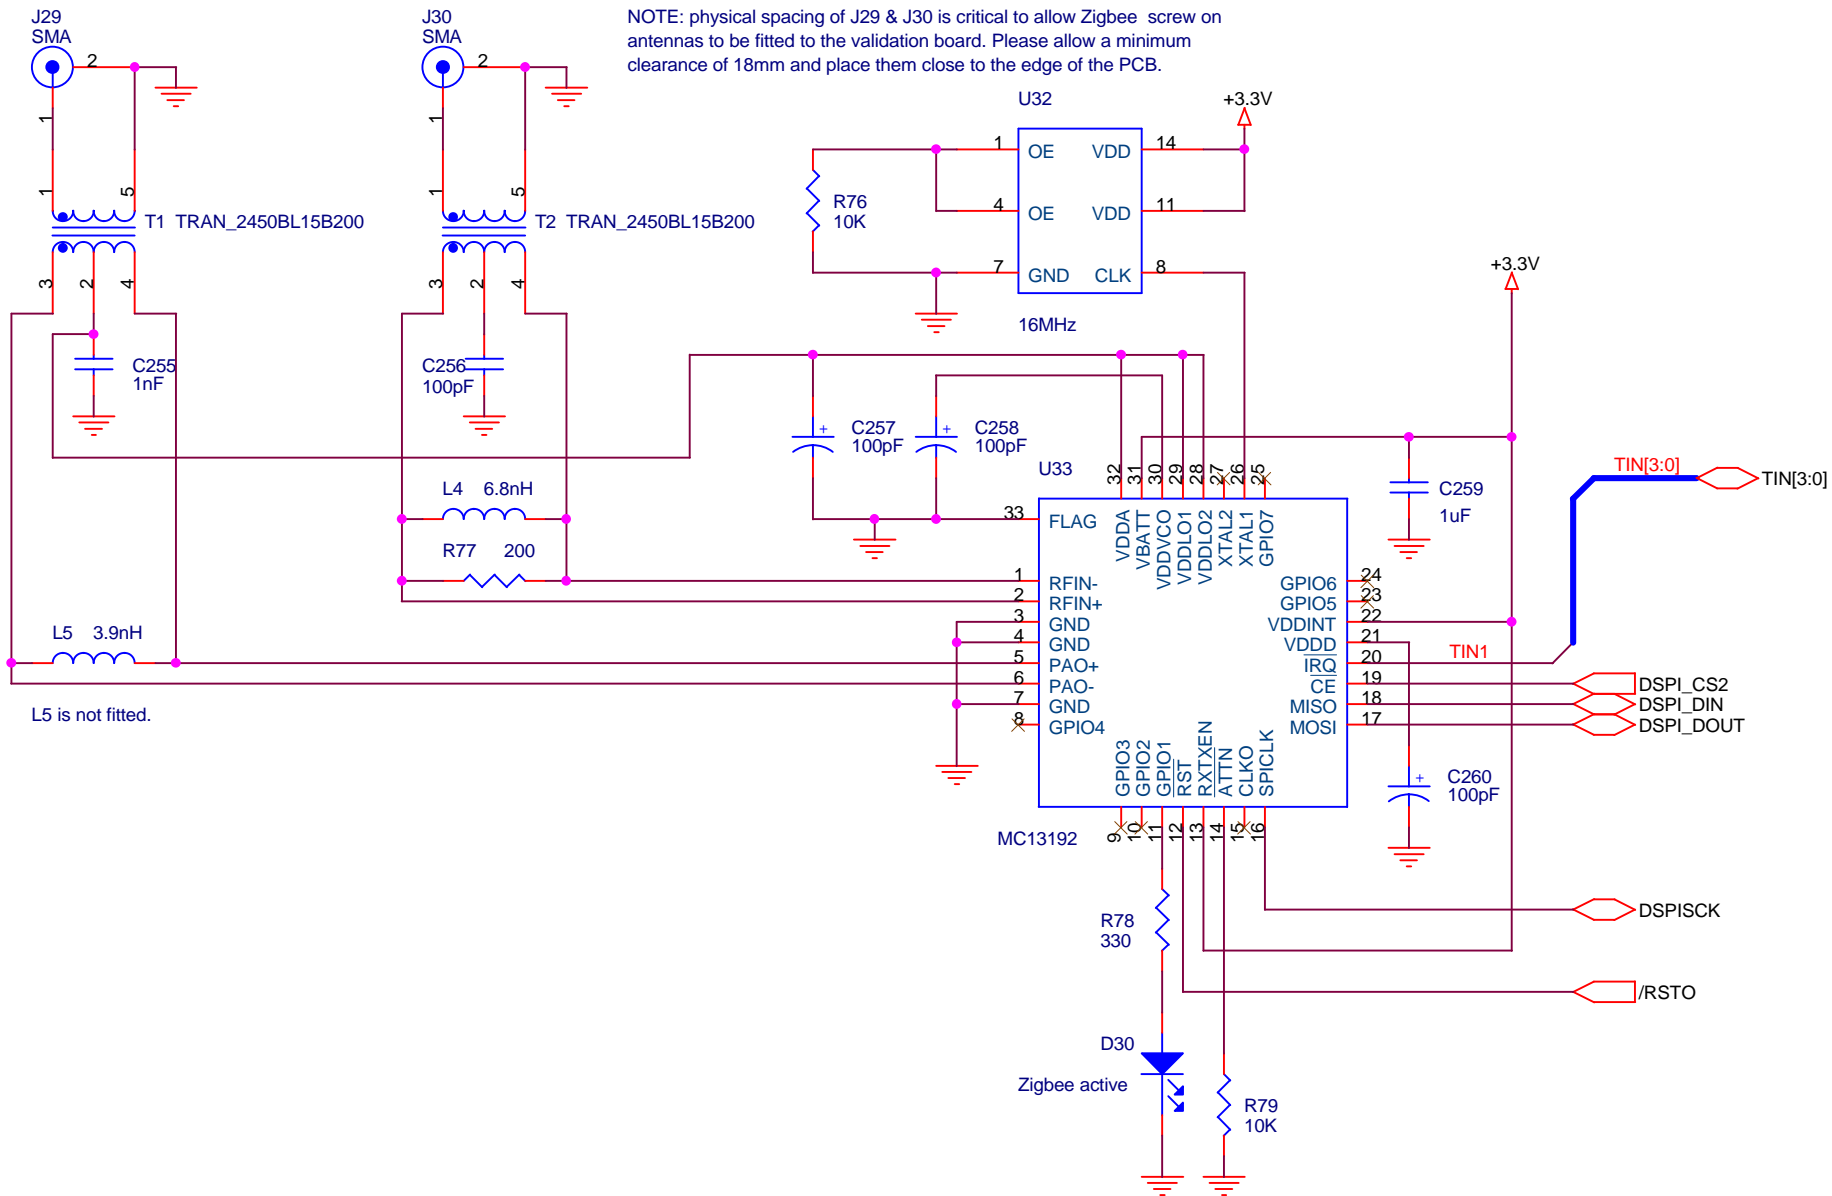 J29
SMA
2
1
1
5
T1 TRAN_2450BL15B200
3
2
4
C255
1nF
J30
SMA
2
1
1
5
T2 TRAN_2450BL15B200
3
2
4
C256
100pF
NOTE: physical spacing of J29 & J30 is critical to allow Zigbee screw on
antennas to be fitted to the validation board. Please allow a minimum
clearance of 18mm and place them close to the edge of the PCB.
U32
+3.3V
1 OE VDD 14
4 OE VDD 11
7 GND CLK 8
16MHz
R76
10K
+3.3V
C257
100pF
C258
100pF
L4 6.8nH
R77 200
L5 3.9nH
L5 is not fitted.
U33
32 31 30 29 28 27 26 25
VDDA
VBATT
VDDVCO
VDDLO1
VDDLO2
XTAL2
XTAL1
GPIO7
33 FLAG
1 RFIN-
2 RFIN+
3 GND
4 GND
5 PAO+
6 PAO-
7 GND
8 GPIO4
GPIO6 24
GPIO5 23
VDDINT 22
VDDD 21
IRQ 20
CE 19
MISO 18
MOSI 17
GPIO3
GPIO2
GPIO1
RST
RXTXEN
ATTN
CLKO
SPICLK
9 10 11 12 13 14 15 16
MC13192
C259
1uF
TIN[3:0]
TIN[3:0]
TIN1
DSPI_CS2
DSPI_DIN
DSPI_DOUT
C260
100pF
DSPISCK
/RSTO
R78
330
D30
Zigbee active
R79
10K